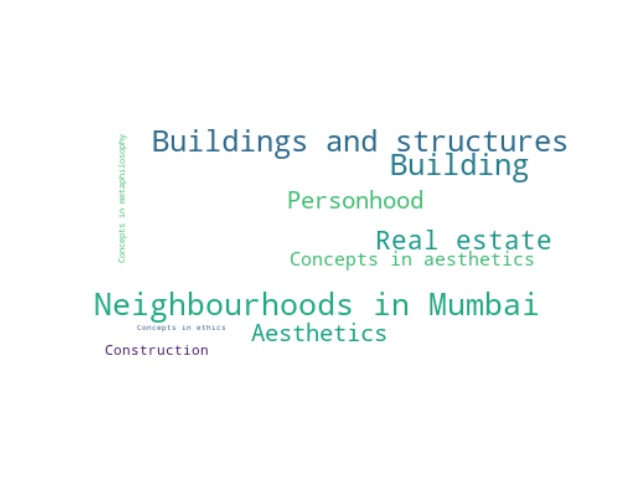 Concepts in metaphilosophy
Buildings and structures
Building
Personhood
Real estate
Concepts in aesthetics
Neighbourhoods in Mumbai
Concepts in ethics
Aesthetics
Construction